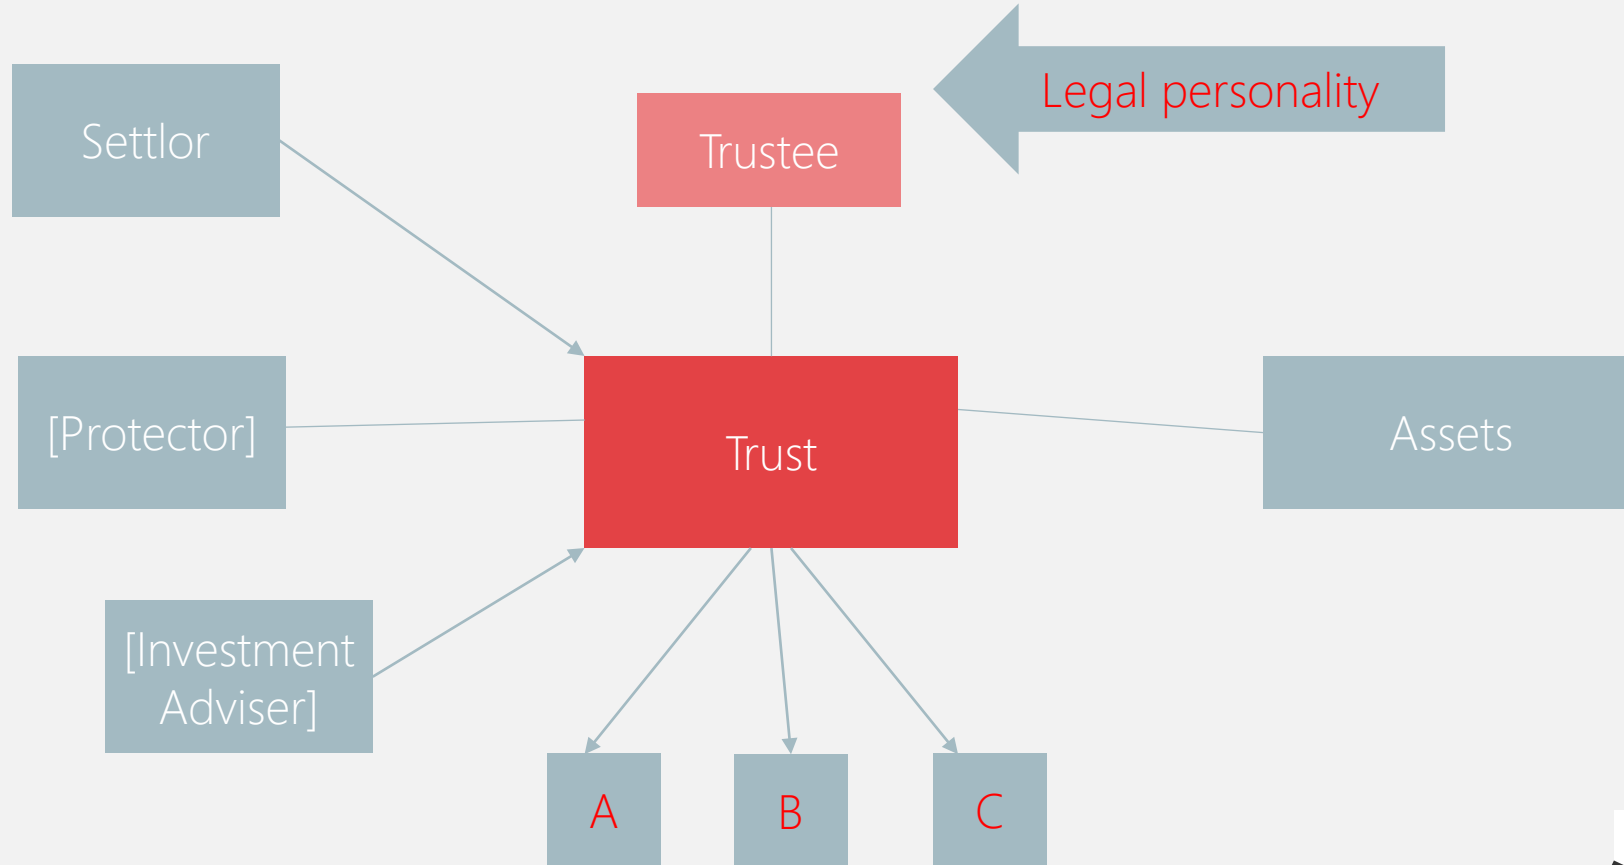 Legal personality
Settlor
Trustee
[Protector]
Trust
Assets
[Investment
Adviser]
A
B
C